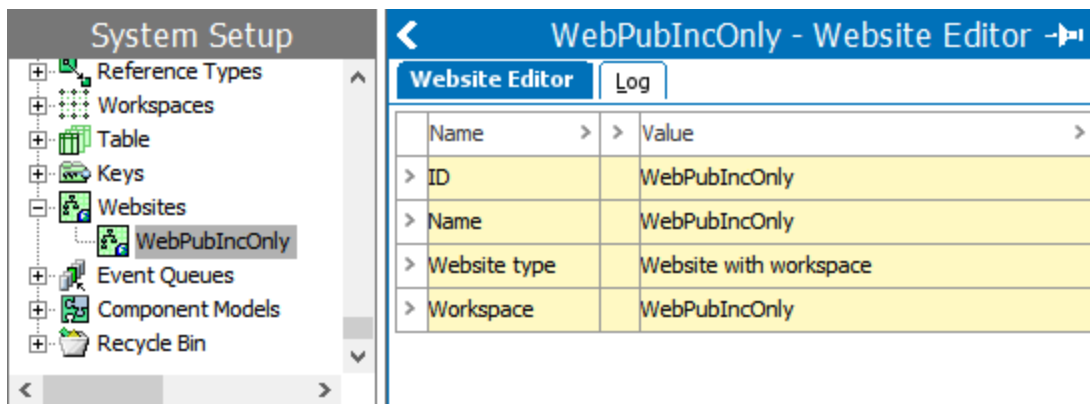 System Setup
Reference Types
Workspaces
Table
Keys
Websites
WebPubIncOnly
Event Queues
Component Models
Recycle Bin
WebPubIncOnly - Website Editor
Website Editor
Log
Name > > Value >
> ID WebPubIncOnly
> Name WebPubIncOnly
> Website type Website with workspace
> Workspace WebPubIncOnly